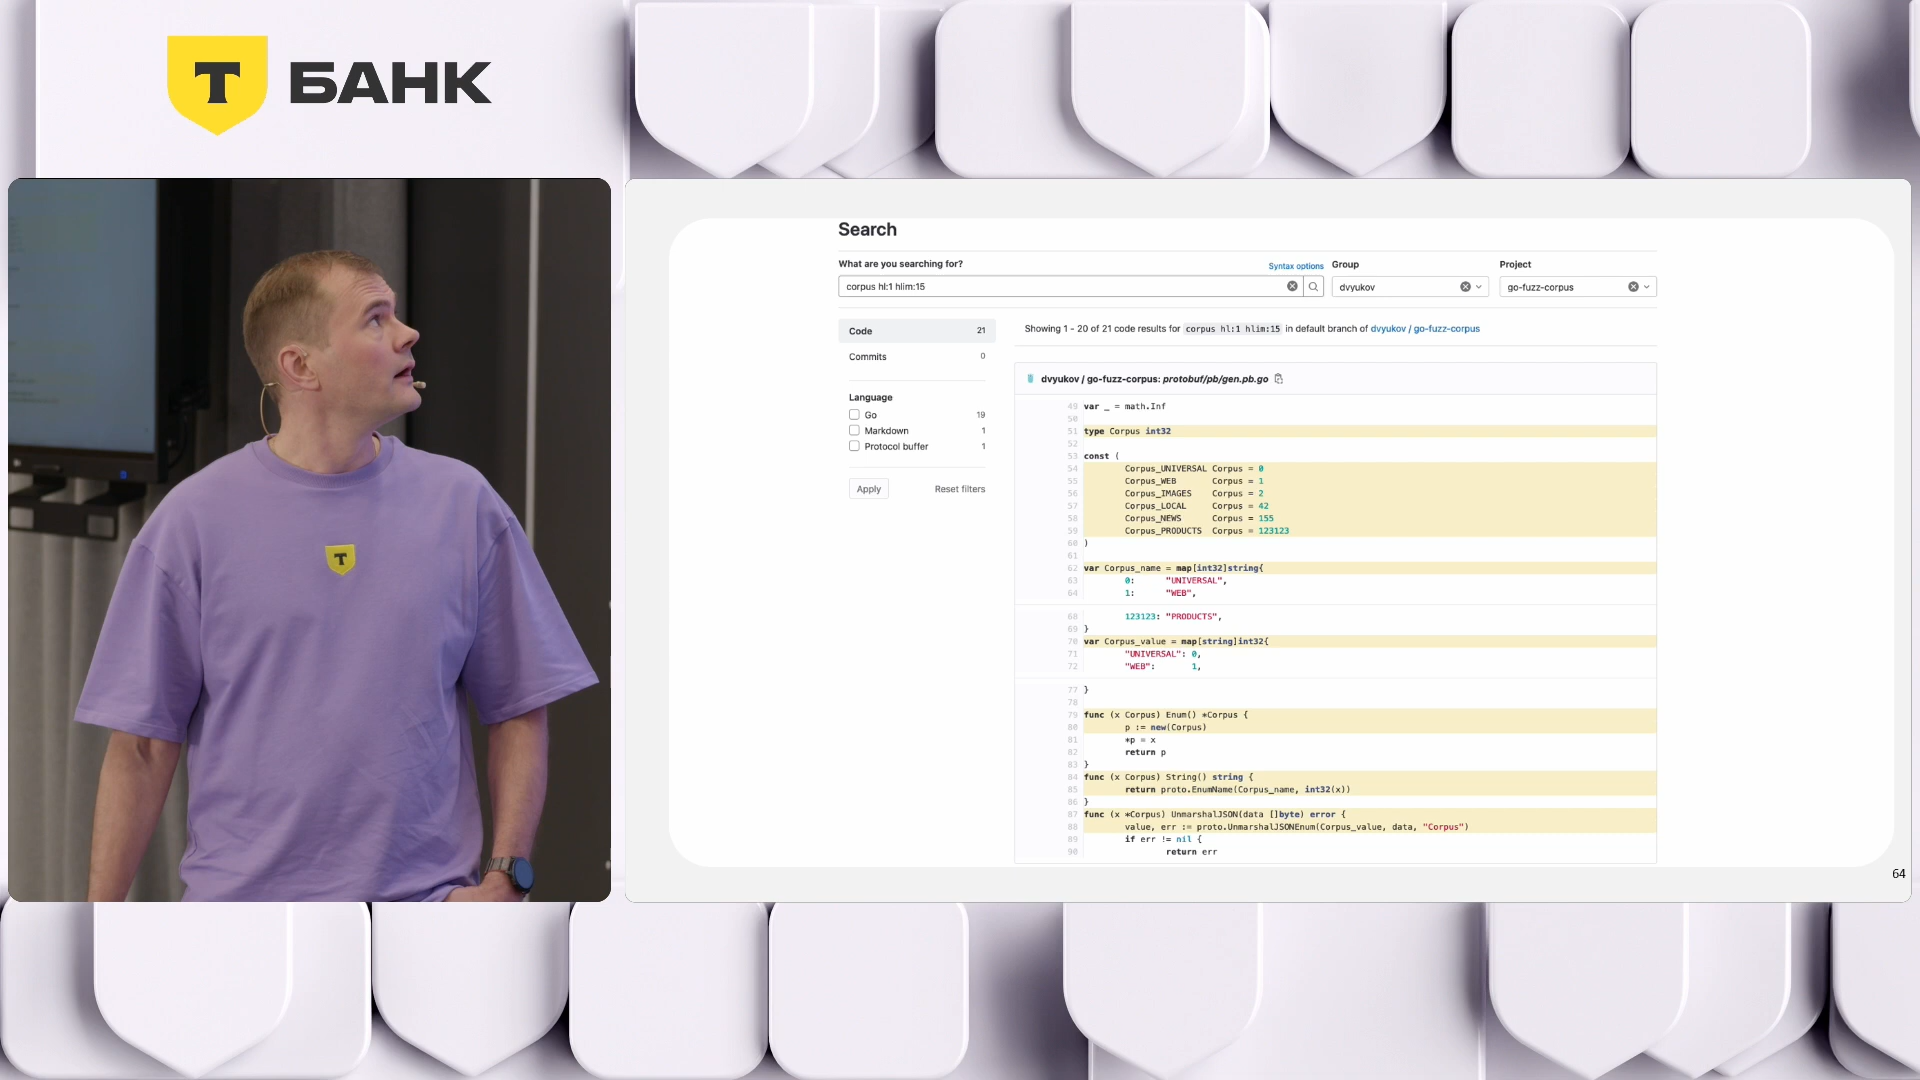 Т БАНК
Т
Search
What are you searching for?
Syntax options
Group
Project
corpus hl:1 hlim:15
dvyukov
go-fuzz-corpus
Code 21
Commits 0
Language
Go 19
Markdown 1
Protocol buffer 1
Apply Reset filters
Showing 1 - 20 of 21 code results for corpus hl:1 hlim:15 in default branch of dvyukov / go-fuzz-corpus
dvyukov / go-fuzz-corpus: protobuf/pb/gen.pb.go
49 var _ = math.Inf
50
51 type Corpus int32
52
53 const (
54 Corpus_UNIVERSAL Corpus = 0
55 Corpus_WEB Corpus = 1
56 Corpus_IMAGES Corpus = 2
57 Corpus_LOCAL Corpus = 42
58 Corpus_NEWS Corpus = 155
59 Corpus_PRODUCTS Corpus = 123123
60 )
61
62 var Corpus_name = map[int32]string{
63 0: "UNIVERSAL",
64 1: "WEB",
68 123123: "PRODUCTS",
69 }
70 var Corpus_value = map[string]int32{
71 "UNIVERSAL": 0,
72 "WEB": 1,
77 }
78
79 func (x Corpus) Enum() *Corpus {
80 p := new(Corpus)
81 *p = x
82 return p
83 }
84 func (x Corpus) String() string {
85 return proto.EnumName(Corpus_name, int32(x))
86 }
87 func (x *Corpus) UnmarshalJSON(data []byte) error {
88 value, err := proto.UnmarshalJSONEnum(Corpus_value, data, "Corpus")
89 if err != nil {
90 return err
64